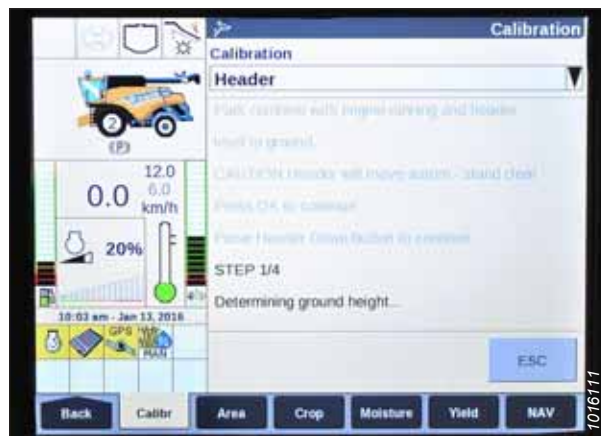 Calibration
Calibration
Header
Park combine with engine running and header
level to ground.
CAUTION Header will move autom.- stand clear
Press OK to continue
Press Header Down Button to continue
STEP 1/4
Determining ground height...
2
(P)
12.0
0.0
6.0
km/h
20%
10:03 am - Jan 13, 2016
GPS
MAN
ESC
Back
Calibr
Area
Crop
Moisture
Yield
NAV
1016111